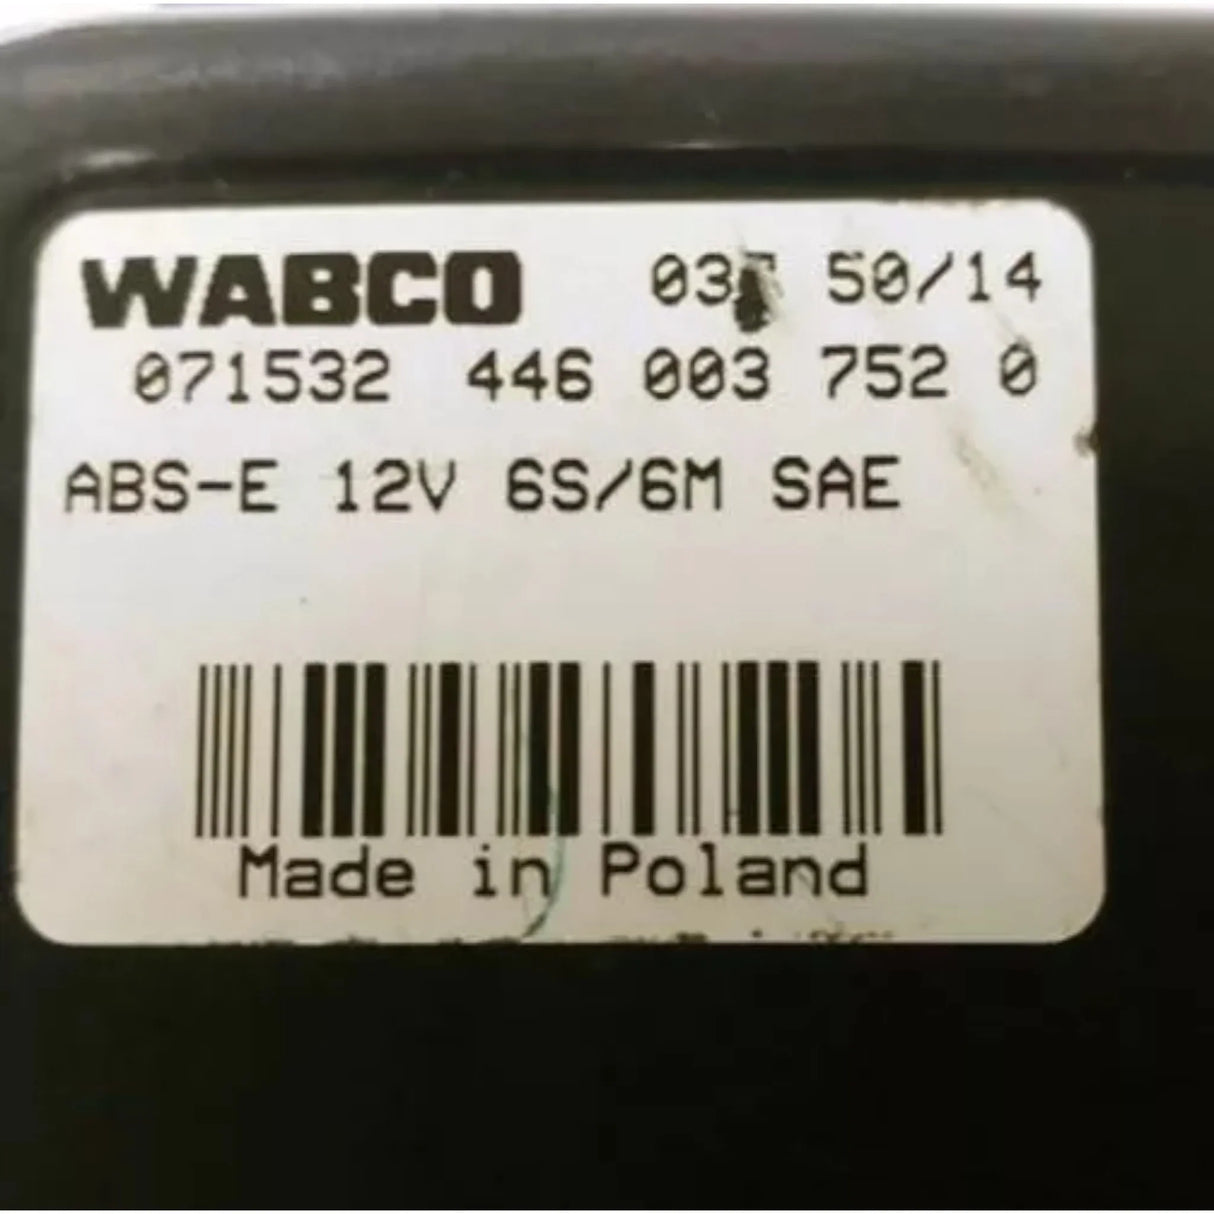 WABCO 50/14
071532 446 003 752 0
ABS-E 12V 6S/6M SAE
Made in Poland